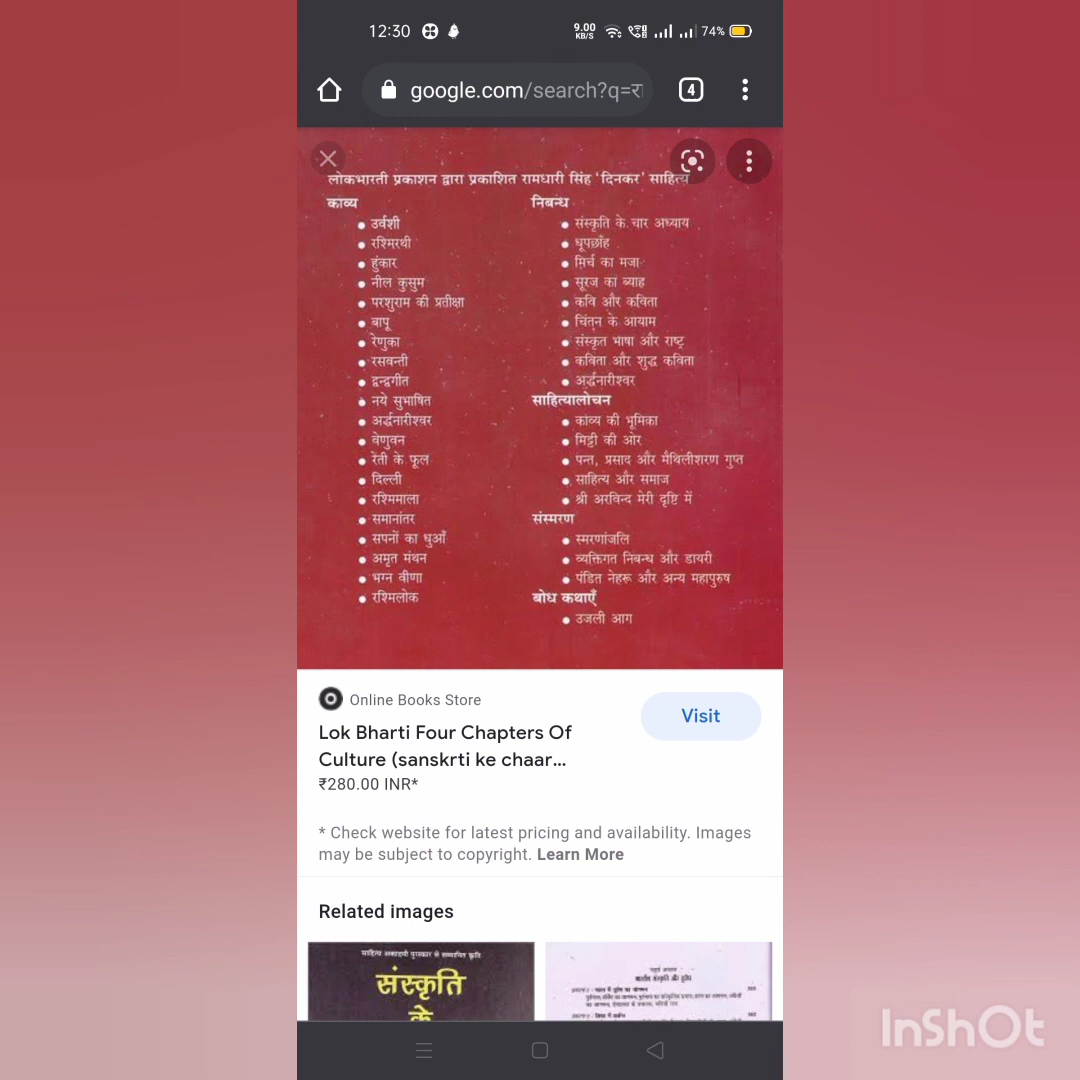 12:30
9.00 KB/S
74%
google.com/search?q=र
4
लोकभारती प्रकाशन द्वारा प्रकाशित रामधारी सिंह 'दिनकर' साहित्य
काव्य
उर्वशी
रश्मिरथी
हुंकार
नील कुसुम
परशुराम की प्रतीक्षा
बापू
रेणुका
रसवन्ती
द्वन्द्वगीत
नये सुभाषित
अर्द्धनारीश्वर
वेणुवन
रेती के फूल
दिल्ली
रश्मिमाला
समानांतर
सपनों का धुआँ
अमृत मंथन
भग्न वीणा
रश्मिलोक
निबन्ध
संस्कृति के चार अध्याय
धूपछाँह
मिर्च का मजा
सूरज का ब्याह
कवि और कविता
चिंतन के आयाम
संस्कृत भाषा और राष्ट्र
कविता और शुद्ध कविता
अर्द्धनारीश्वर
साहित्यालोचन
काव्य की भूमिका
मिट्टी की ओर
पन्त, प्रसाद और मैथिलीशरण गुप्त
साहित्य और समाज
श्री अरविन्द मेरी दृष्टि में
संस्मरण
स्मरणांजलि
व्यक्तिगत निबन्ध और डायरी
पंडित नेहरू और अन्य महापुरुष
बोध कथाएँ
उजली आग
Online Books Store
Visit
Lok Bharti Four Chapters Of
Culture (sanskrti ke chaar...
₹280.00 INR*
* Check website for latest pricing and availability. Images
may be subject to copyright. Learn More
Related images
साहित्य अकादमी पुरस्कार से सम्मानित कृति
संस्कृति
के
InShOt